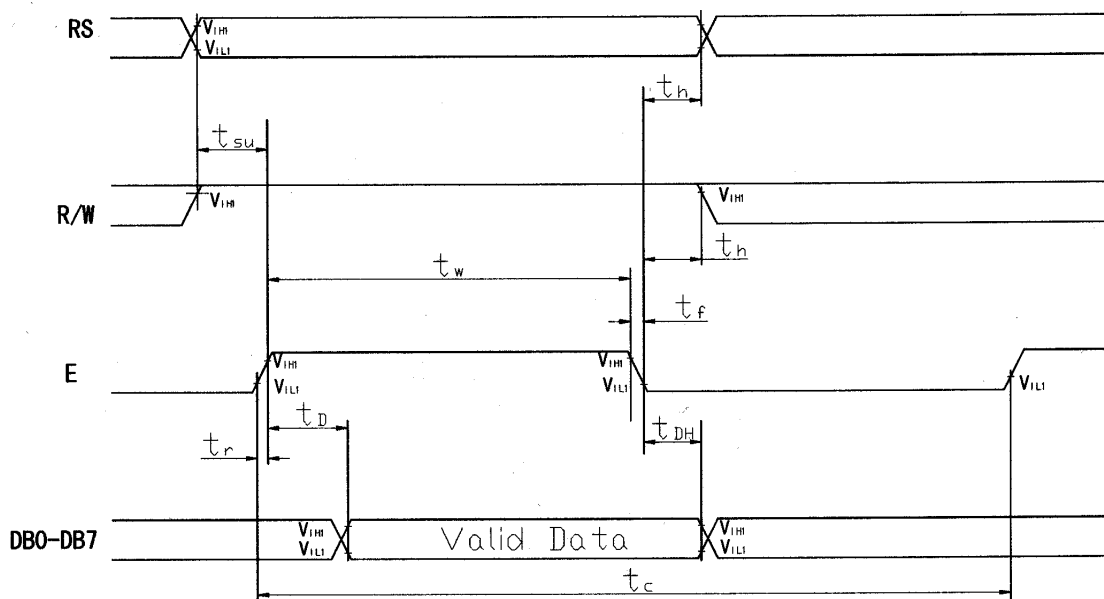 RS
VIH1
VIL1
th
tsu
R/W
VIH1
VIH1
th
tw
tf
E
VIH1
VIL1
VIH1
VIL1
VIL1
tD
tDH
tr
DB0-DB7
VIH1
VIL1
Valid Data
VIH1
VIL1
tc